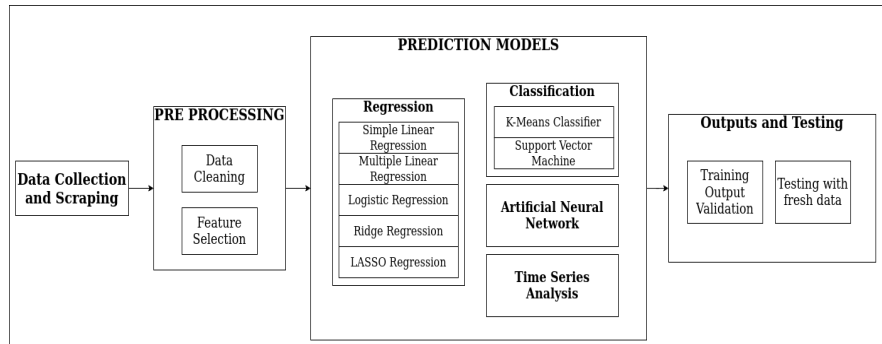 Data Collection
and Scraping
PRE PROCESSING
Data
Cleaning
Feature
Selection
PREDICTION MODELS
Regression
Simple Linear
Regression
Multiple Linear
Regression
Logistic Regression
Ridge Regression
LASSO Regression
Classification
K-Means Classifier
Support Vector
Machine
Artificial Neural
Network
Time Series
Analysis
Outputs and Testing
Training
Output
Validation
Testing with
fresh data